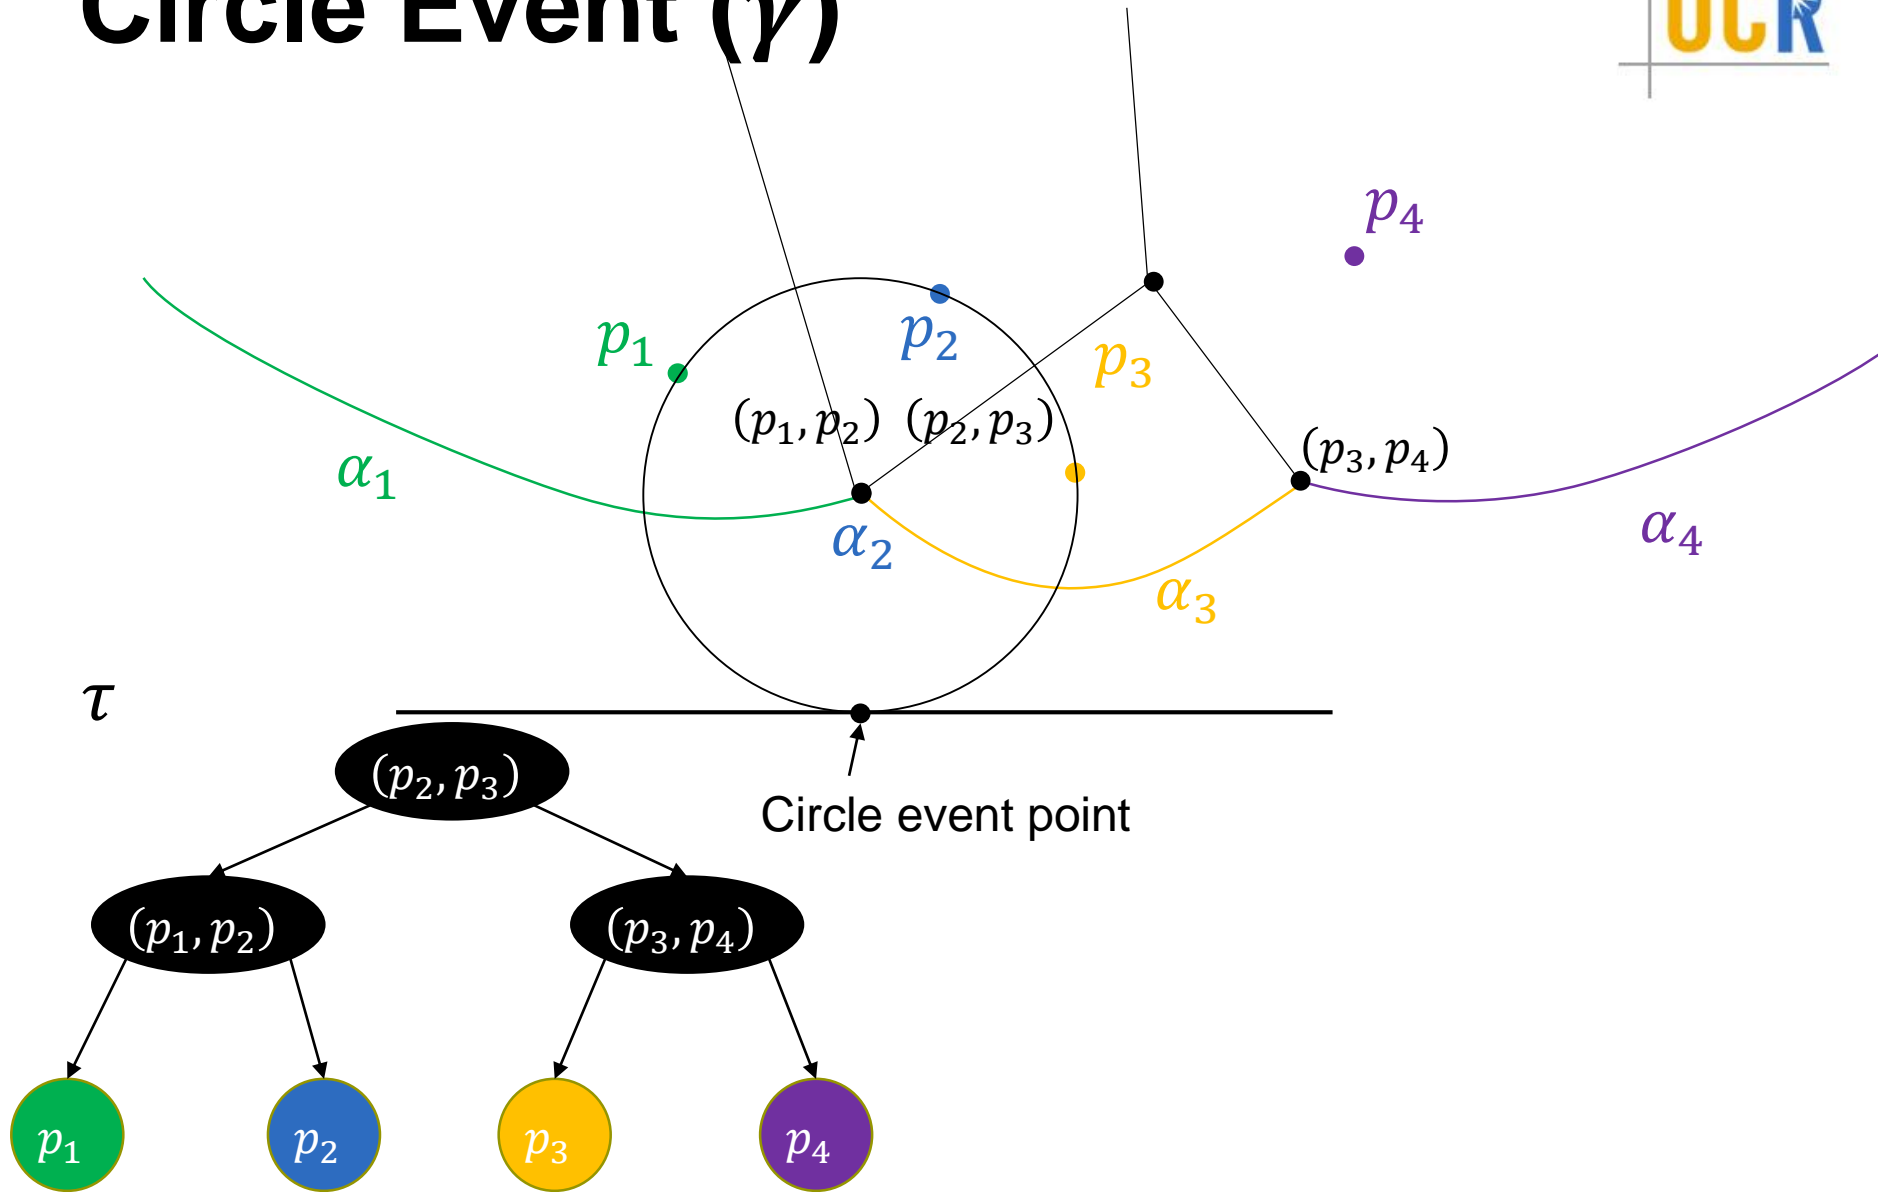 Circle Event (γ)
UCR
p₄
p₁
p₂
p₃
(p₁, p₂) (p₂, p₃)
(p₃, p₄)
α₁
α₂
α₄
α₃
τ
(p₂, p₃)
Circle event point
(p₁, p₂)
(p₃, p₄)
p₁
p₂
p₃
p₄